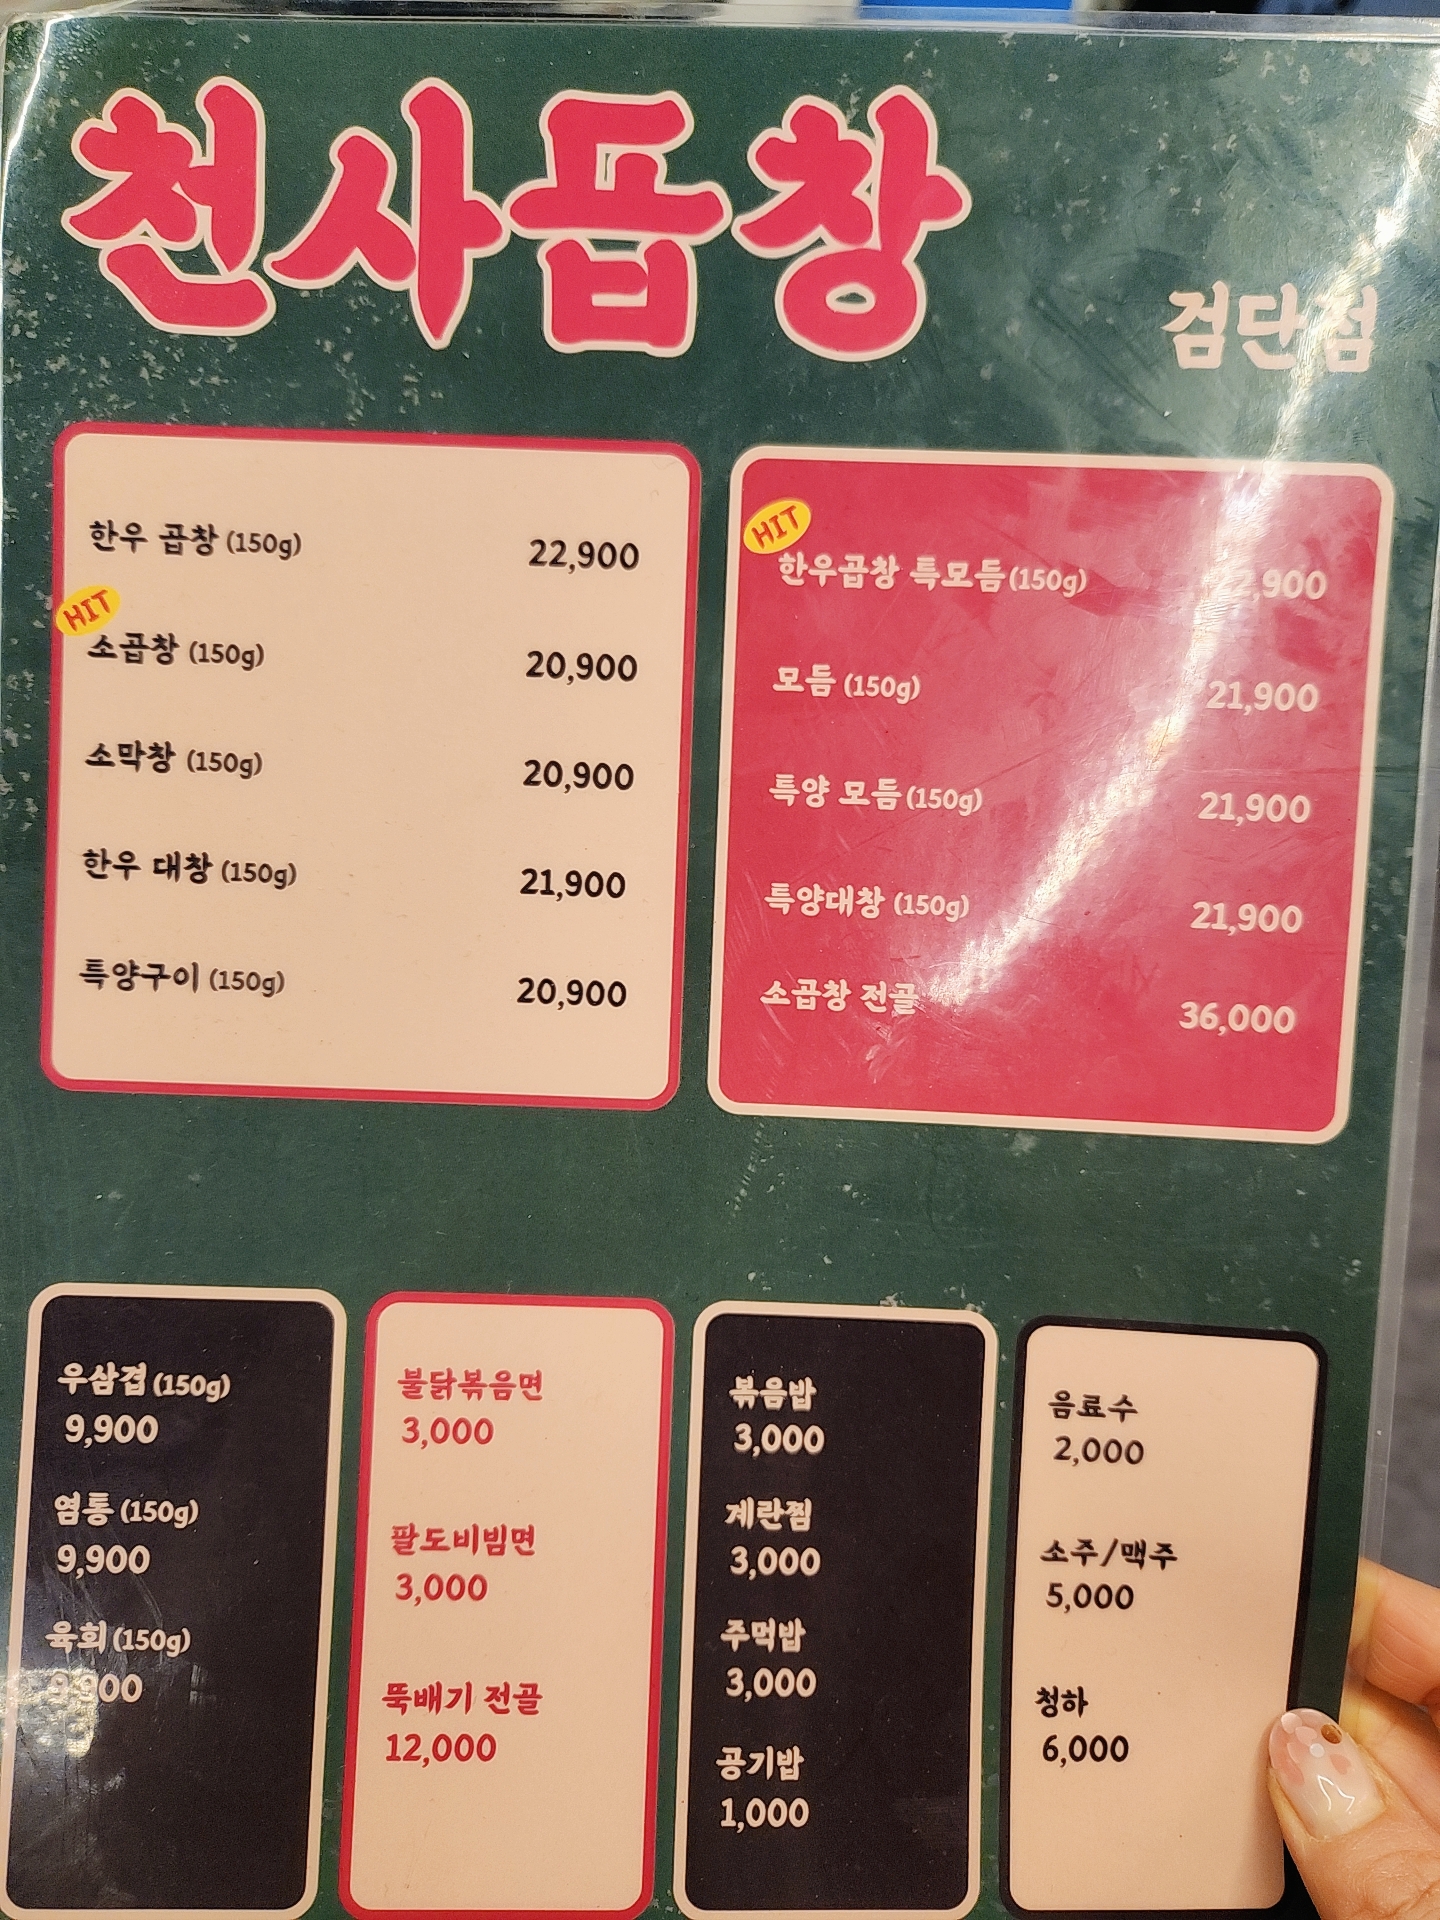 천사곱창
검단점
한우 곱창 (150g) 22,900
HIT
소곱창 (150g) 20,900
소막창 (150g) 20,900
한우 대창 (150g) 21,900
특양구이 (150g) 20,900
HIT
한우곱창 특모듬 (150g) 22,900
모듬 (150g) 21,900
특양 모듬 (150g) 21,900
특양대창 (150g) 21,900
소곱창 전골 36,000
우삼겹 (150g)
9,900
염통 (150g)
9,900
육회 (150g)
9,900
불닭볶음면
3,000
팔도비빔면
3,000
뚝배기 전골
12,000
볶음밥
3,000
계란찜
3,000
주먹밥
3,000
공기밥
1,000
음료수
2,000
소주/맥주
5,000
청하
6,000